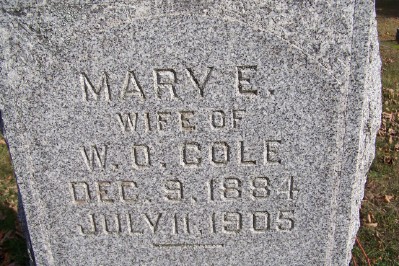 MARY E.
WIFE OF
W. O. COLE
DEC. 9. 1884
JULY 11, 1905